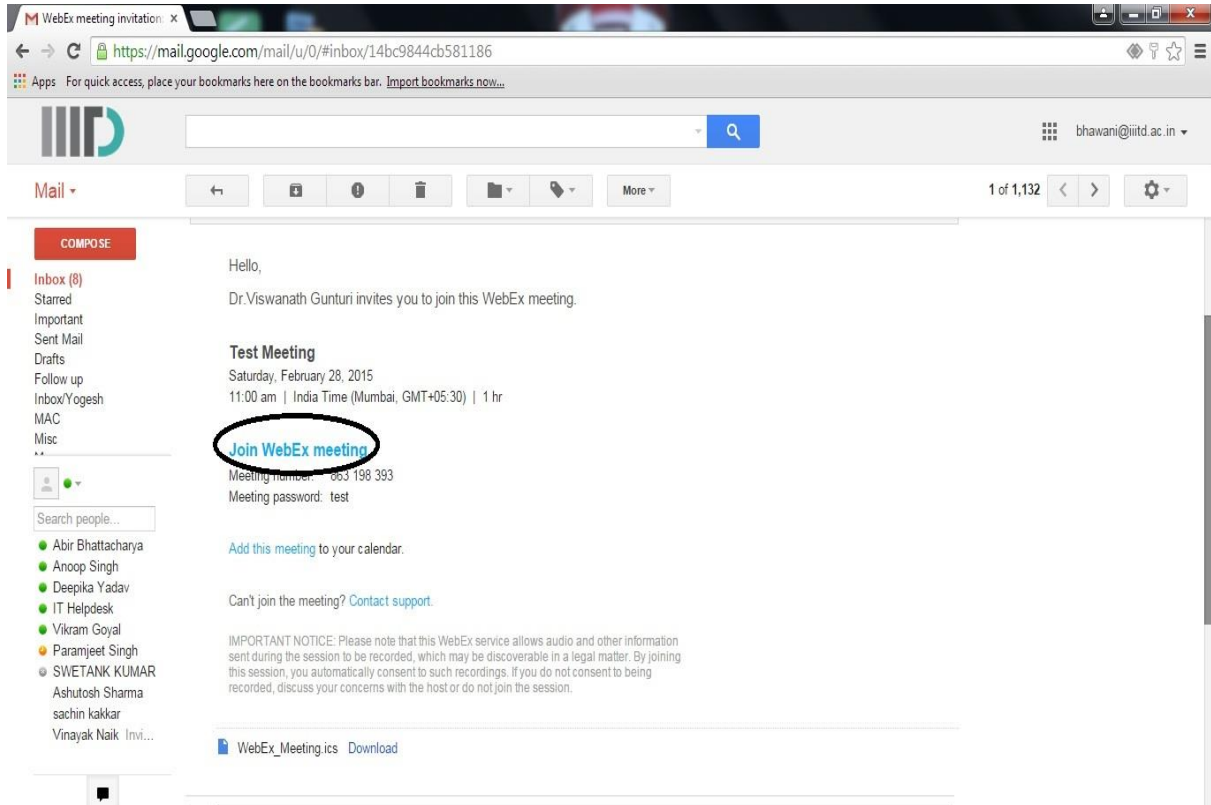 WebEx meeting invitation:
https://mail.google.com/mail/u/0/#inbox/14bc9844cb581186
Apps For quick access, place your bookmarks here on the bookmarks bar. Import bookmarks now...
IIITD
bhawani@iiitd.ac.in
Mail
More
1 of 1,132
COMPOSE
Inbox (8)
Starred
Important
Sent Mail
Drafts
Follow up
Inbox/Yogesh
MAC
Misc
Search people...
Abir Bhattacharya
Anoop Singh
Deepika Yadav
IT Helpdesk
Vikram Goyal
Paramjeet Singh
SWETANK KUMAR
Ashutosh Sharma
sachin kakkar
Vinayak Naik Invi...
Hello,
Dr.Viswanath Gunturi invites you to join this WebEx meeting.
Test Meeting
Saturday, February 28, 2015
11:00 am | India Time (Mumbai, GMT+05:30) | 1 hr
Join WebEx meeting
Meeting number: 863 198 393
Meeting password: test
Add this meeting to your calendar.
Can't join the meeting? Contact support.
IMPORTANT NOTICE: Please note that this WebEx service allows audio and other information
sent during the session to be recorded, which may be discoverable in a legal matter. By joining
this session, you automatically consent to such recordings. If you do not consent to being
recorded, discuss your concerns with the host or do not join the session.
WebEx_Meeting.ics Download